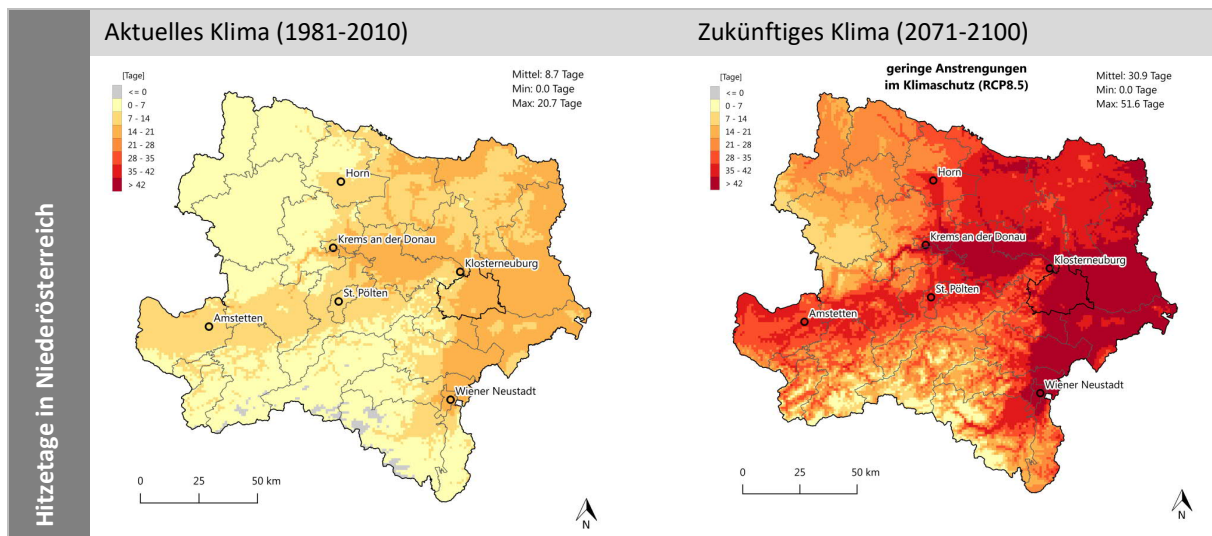 Hitzetage in Niederösterreich
Aktuelles Klima (1981-2010)
[Tage]
<= 0
0 - 7
7 - 14
14 - 21
21 - 28
28 - 35
35 - 42
> 42
Mittel: 8.7 Tage
Min: 0.0 Tage
Max: 20.7 Tage
Horn
Krems an der Donau
Klosterneuburg
St. Pölten
Amstetten
Wiener Neustadt
0 25 50 km
N
Zukünftiges Klima (2071-2100)
[Tage]
<= 0
0 - 7
7 - 14
14 - 21
21 - 28
28 - 35
35 - 42
> 42
geringe Anstrengungen
im Klimaschutz (RCP8.5)
Mittel: 30.9 Tage
Min: 0.0 Tage
Max: 51.6 Tage
Horn
Krems an der Donau
Klosterneuburg
St. Pölten
Amstetten
Wiener Neustadt
0 25 50 km
N